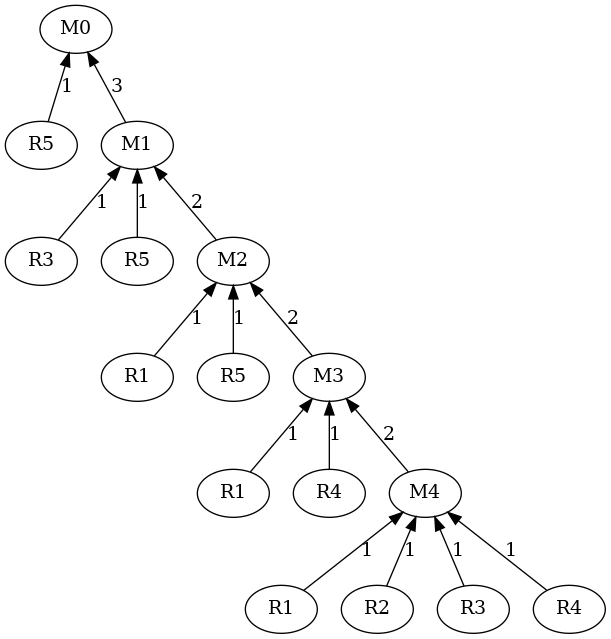 M0
1 3
R5 M1
1 1 2
R3 R5 M2
1 1 2
R1 R5 M3
1 1 2
R1 R4 M4
1 1 1 1
R1 R2 R3 R4